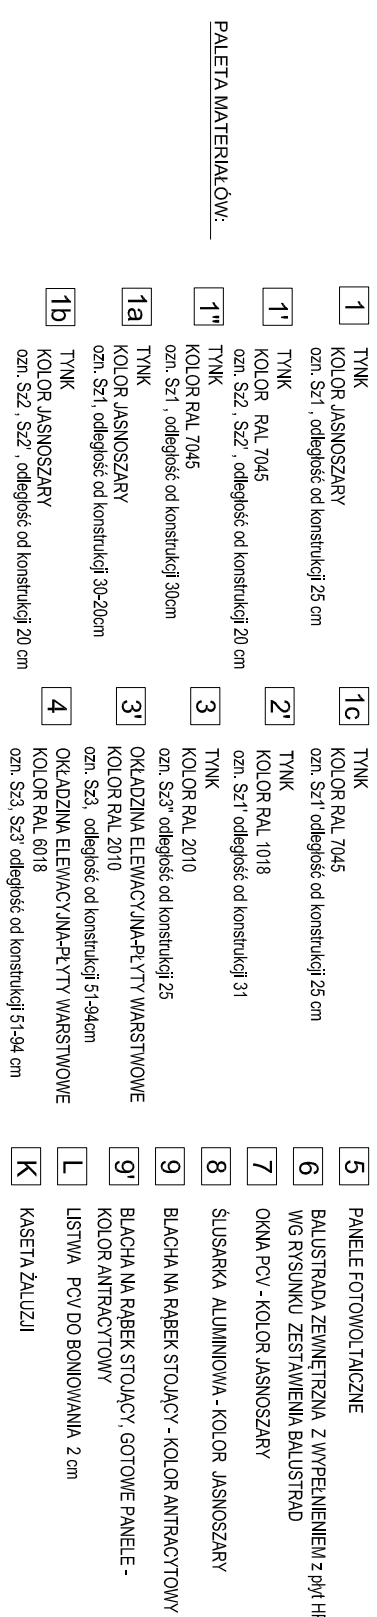 PALETA MATERIAŁÓW:
1
TYNK
KOLOR JASNOSZARY
ozn. Sz1 , odległość od konstrukcji 25 cm
1'
TYNK
KOLOR RAL 7045
ozn. Sz2 , Sz2' , odległość od konstrukcji 20 cm
1"
TYNK
KOLOR RAL 7045
ozn. Sz1 , odległość od konstrukcji 30cm
1a
TYNK
KOLOR JASNOSZARY
ozn. Sz1, odległość od konstrukcji 30-20cm
1b
TYNK
KOLOR JASNOSZARY
ozn. Sz2 , Sz2' , odległość od konstrukcji 20 cm
1c
TYNK
KOLOR RAL 7045
ozn. Sz1' odległość od konstrukcji 25 cm
2'
TYNK
KOLOR RAL 1018
ozn. Sz1' odległość od konstrukcji 31
3
TYNK
KOLOR RAL 2010
ozn. Sz3" odległość od konstrukcji 25
3'
OKŁADZINA ELEWACYJNA-PŁYTY WARSTWOWE
KOLOR RAL 2010
ozn. Sz3, odległość od konstrukcji 51-94cm
4
OKŁADZINA ELEWACYJNA-PŁYTY WARSTWOWE
KOLOR RAL 6018
ozn. Sz3, Sz3' odległość od konstrukcji 51-94 cm
5
PANELE FOTOWOLTAICZNE
6
BALUSTRADA ZEWNĘTRZNA Z WYPEŁNIENIEM z płyt
WG RYSUNKU ZESTAWIENIA BALUSTRAD
7
OKNA PCV - KOLOR JASNOSZARY
8
ŚLUSARKA ALUMINIOWA - KOLOR JASNOSZARY
9
BLACHA NA RĄBEK STOJĄCY - KOLOR ANTRACYTOWY
9'
BLACHA NA RĄBEK STOJĄCY, GOTOWE PANELE -
KOLOR ANTRACYTOWY
L
LISTWA PCV DO BONIOWANIA 2 cm
K
KASETA ŻALUZJI